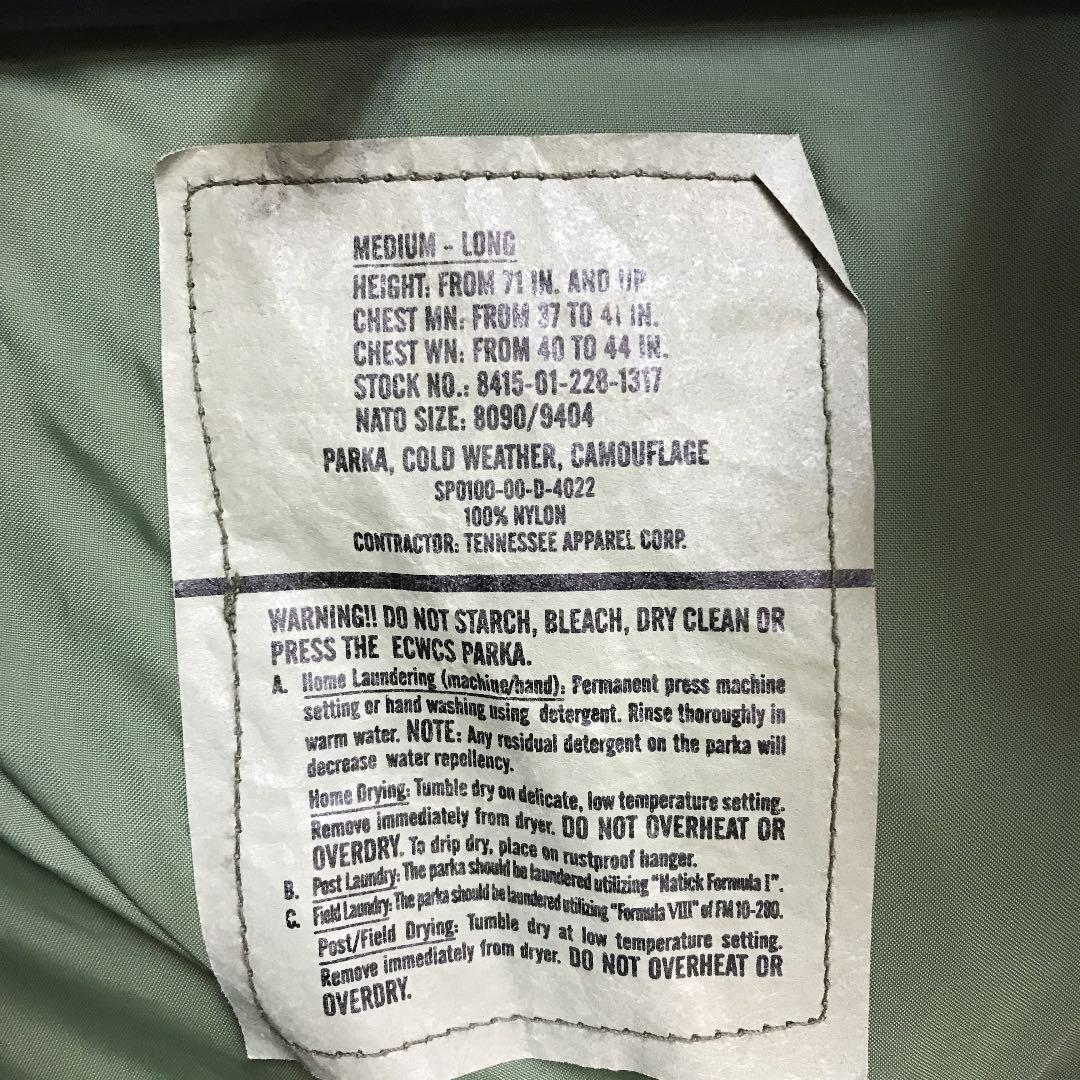 MEDIUM - LONG
HEIGHT: FROM 71 IN. AND UP.
CHEST MN: FROM 37 TO 41 IN.
CHEST WN: FROM 40 TO 44 IN.
STOCK NO.: 8415-01-228-1317
NATO SIZE: 8090/9404
PARKA, COLD WEATHER, CAMOUFLAGE
SPO100-00-D-4022
100% NYLON
CONTRACTOR: TENNESSEE APPAREL CORP.
WARNING!! DO NOT STARCH, BLEACH, DRY CLEAN OR
PRESS THE ECWCS PARKA.
A. Home Laundering (machine/hand): Permanent press machine
setting or hand washing using detergent. Rinse thoroughly in
warm water. NOTE: Any residual detergent on the parka will
decrease water repellency.
Home Drying: Tumble dry on delicate, low temperature setting.
Remove immediately from dryer. DO NOT OVERHEAT OR
OVERDRY. To drip dry, place on rustproof hanger.
B. Post Laundry: The parka should be laundered utilizing "Natick Formula I".
C. Field Laundry: The parka should be laundered utilizing "Formula VIII" of FM 10-280.
Post/Field Drying: Tumble dry at low temperature setting.
Remove immediately from dryer. DO NOT OVERHEAT OR
OVERDRY.